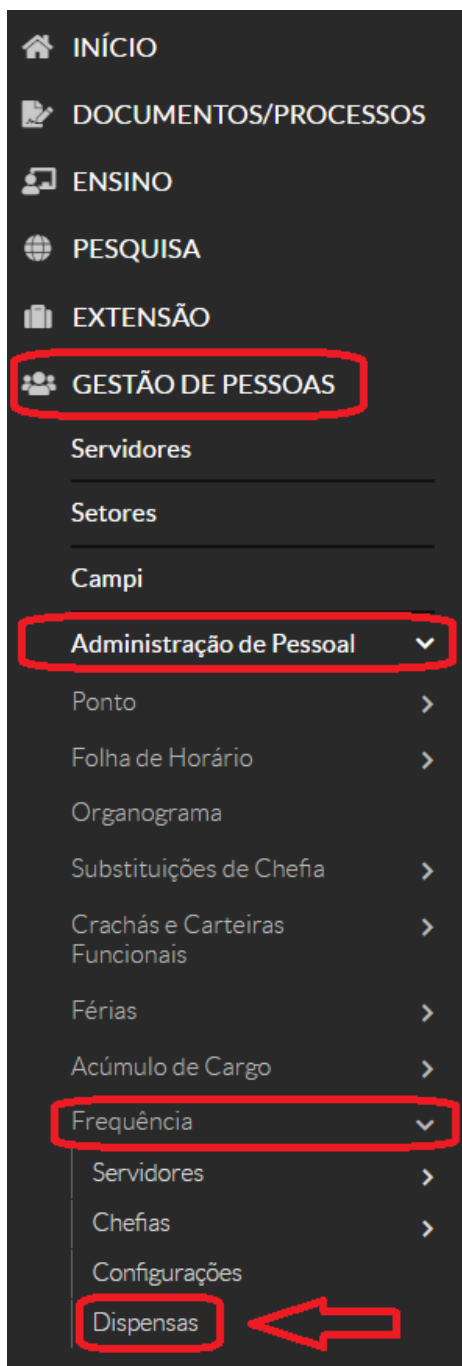 INÍCIO
DOCUMENTOS/PROCESSOS
ENSINO
PESQUISA
EXTENSÃO
GESTÃO DE PESSOAS
Servidores
Setores
Campi
Administração de Pessoal
Ponto
Folha de Horário
Organograma
Substituições de Chefia
Crachás e Carteiras
Funcionais
Férias
Acúmulo de Cargo
Frequência
Servidores
Chefias
Configurações
Dispensas